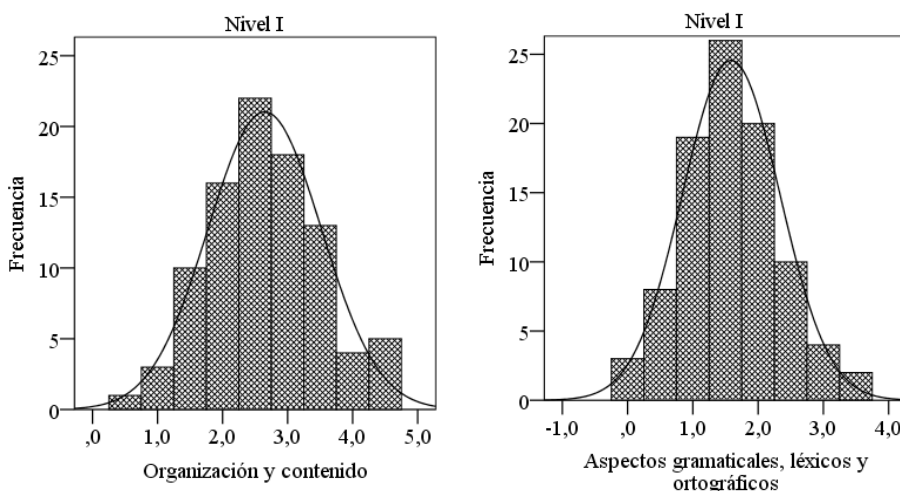 Nivel I
Frecuencia
25
20
15
10
5
0
,0 1,0 2,0 3,0 4,0 5,0
Organización y contenido
Nivel I
Frecuencia
25
20
15
10
5
0
-1,0 ,0 1,0 2,0 3,0 4,0
Aspectos gramaticales, léxicos y
ortográficos